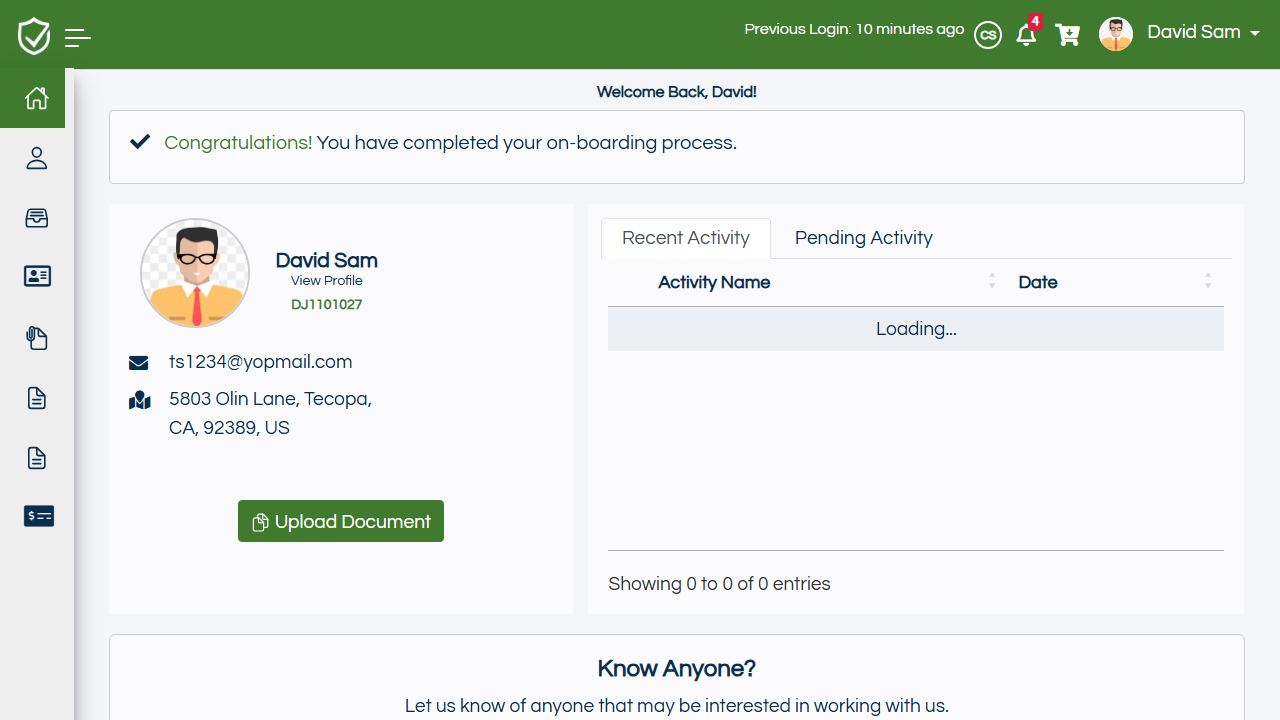 Previous Login: 10 minutes ago
CS
4
David Sam
Welcome Back, David!
Congratulations! You have completed your on-boarding process.
David Sam
View Profile
DJ1101027
ts1234@yopmail.com
5803 Olin Lane, Tecopa,
CA, 92389, US
Upload Document
Recent Activity
Pending Activity
Activity Name
Date
Loading...
Showing 0 to 0 of 0 entries
Know Anyone?
Let us know of anyone that may be interested in working with us.